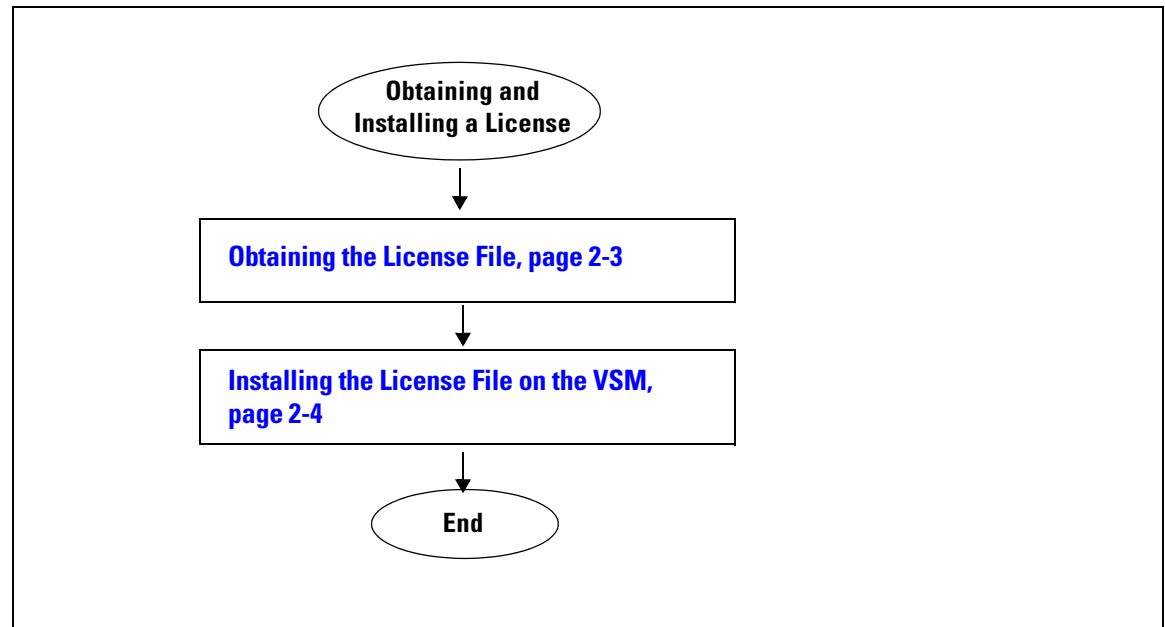 Obtaining and
Installing a License
Obtaining the License File, page 2-3
Installing the License File on the VSM,
page 2-4
End